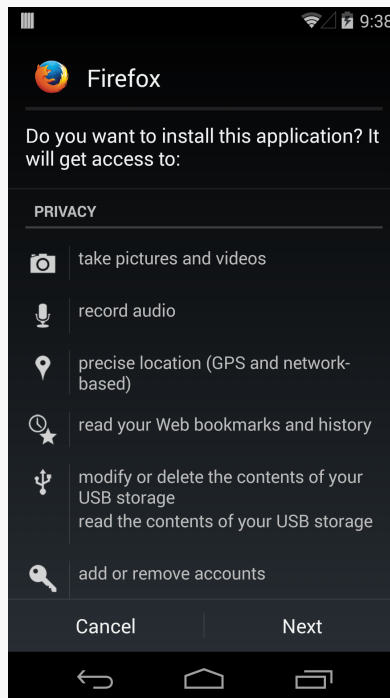 9:38
Firefox
Do you want to install this application? It
will get access to:
PRIVACY
take pictures and videos
record audio
precise location (GPS and network-
based)
read your Web bookmarks and history
modify or delete the contents of your
USB storage
read the contents of your USB storage
add or remove accounts
Cancel Next